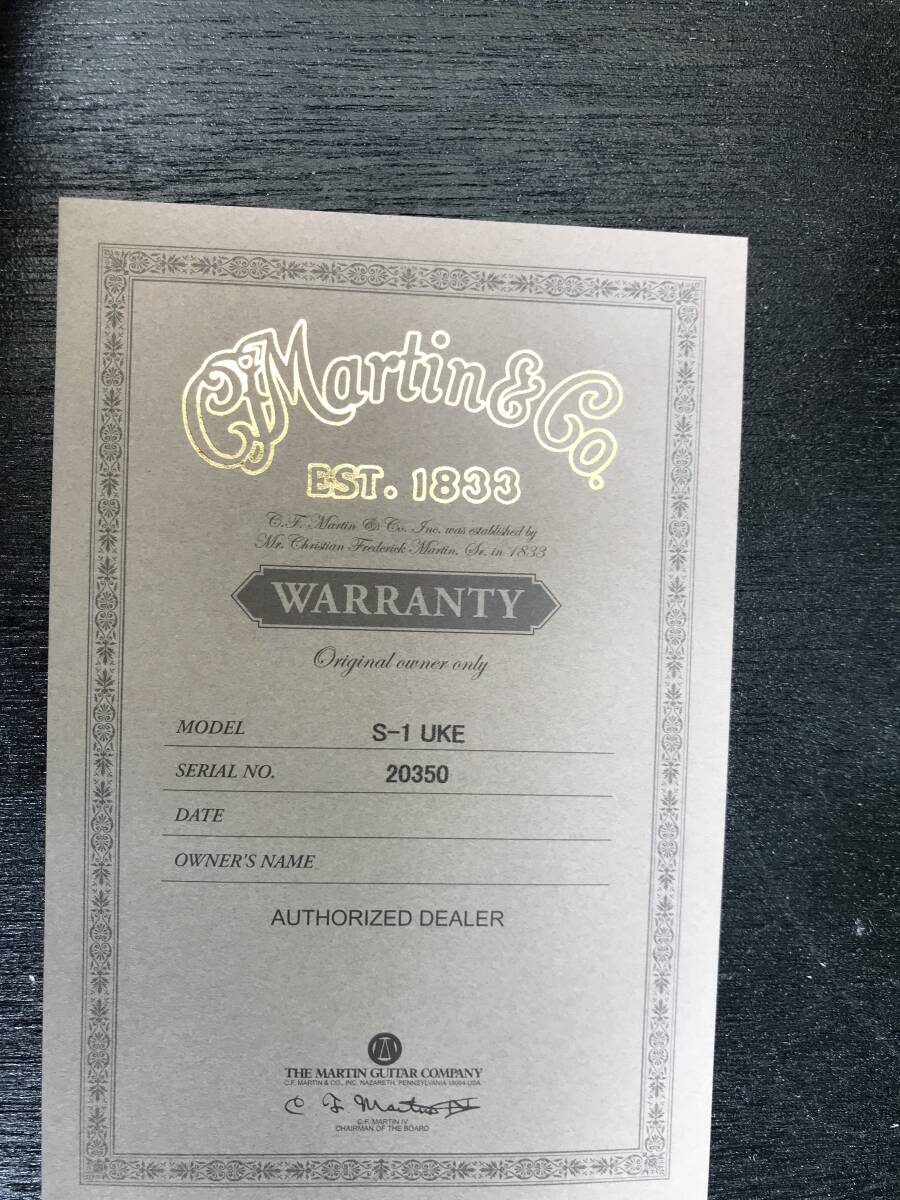 C.F. Martin & Co.
EST. 1833
C.F. Martin & Co. Inc. was established by
Mr. Christian Frederick Martin, Sr. in 1833
WARRANTY
Original owner only
MODEL S-1 UKE
SERIAL NO. 20350
DATE
OWNER'S NAME
AUTHORIZED DEALER
THE MARTIN GUITAR COMPANY
C.F. MARTIN & CO., INC. NAZARETH, PENNSYLVANIA 18064 USA
C F Martin IV
C.F. MARTIN IV
CHAIRMAN OF THE BOARD